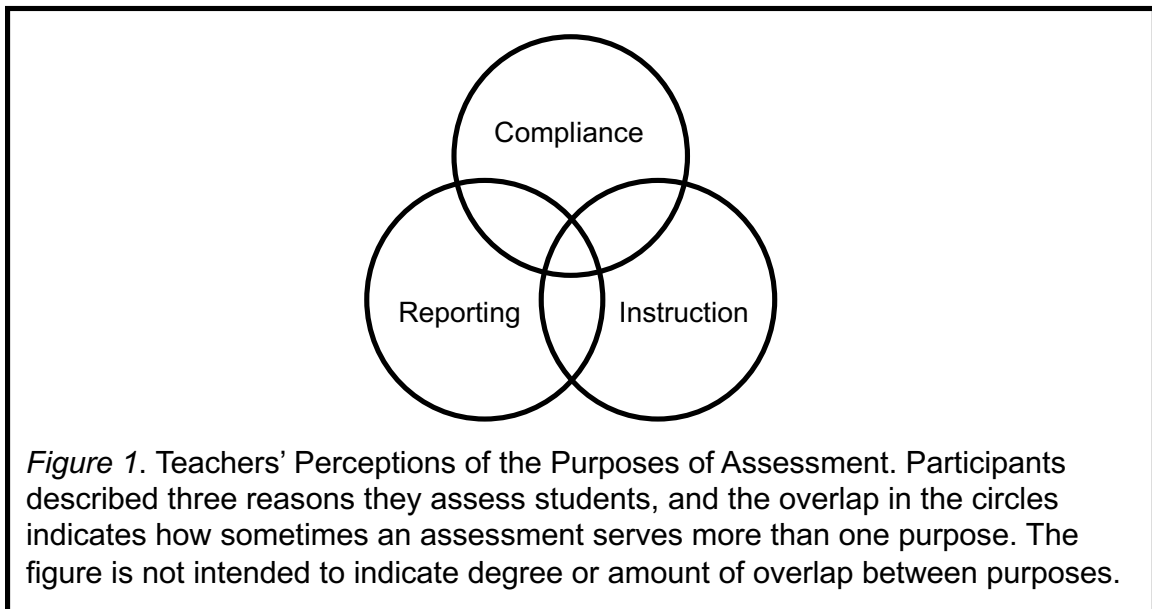 Compliance
Reporting
Instruction
Figure 1. Teachers’ Perceptions of the Purposes of Assessment. Participants
described three reasons they assess students, and the overlap in the circles
indicates how sometimes an assessment serves more than one purpose. The
figure is not intended to indicate degree or amount of overlap between purposes.